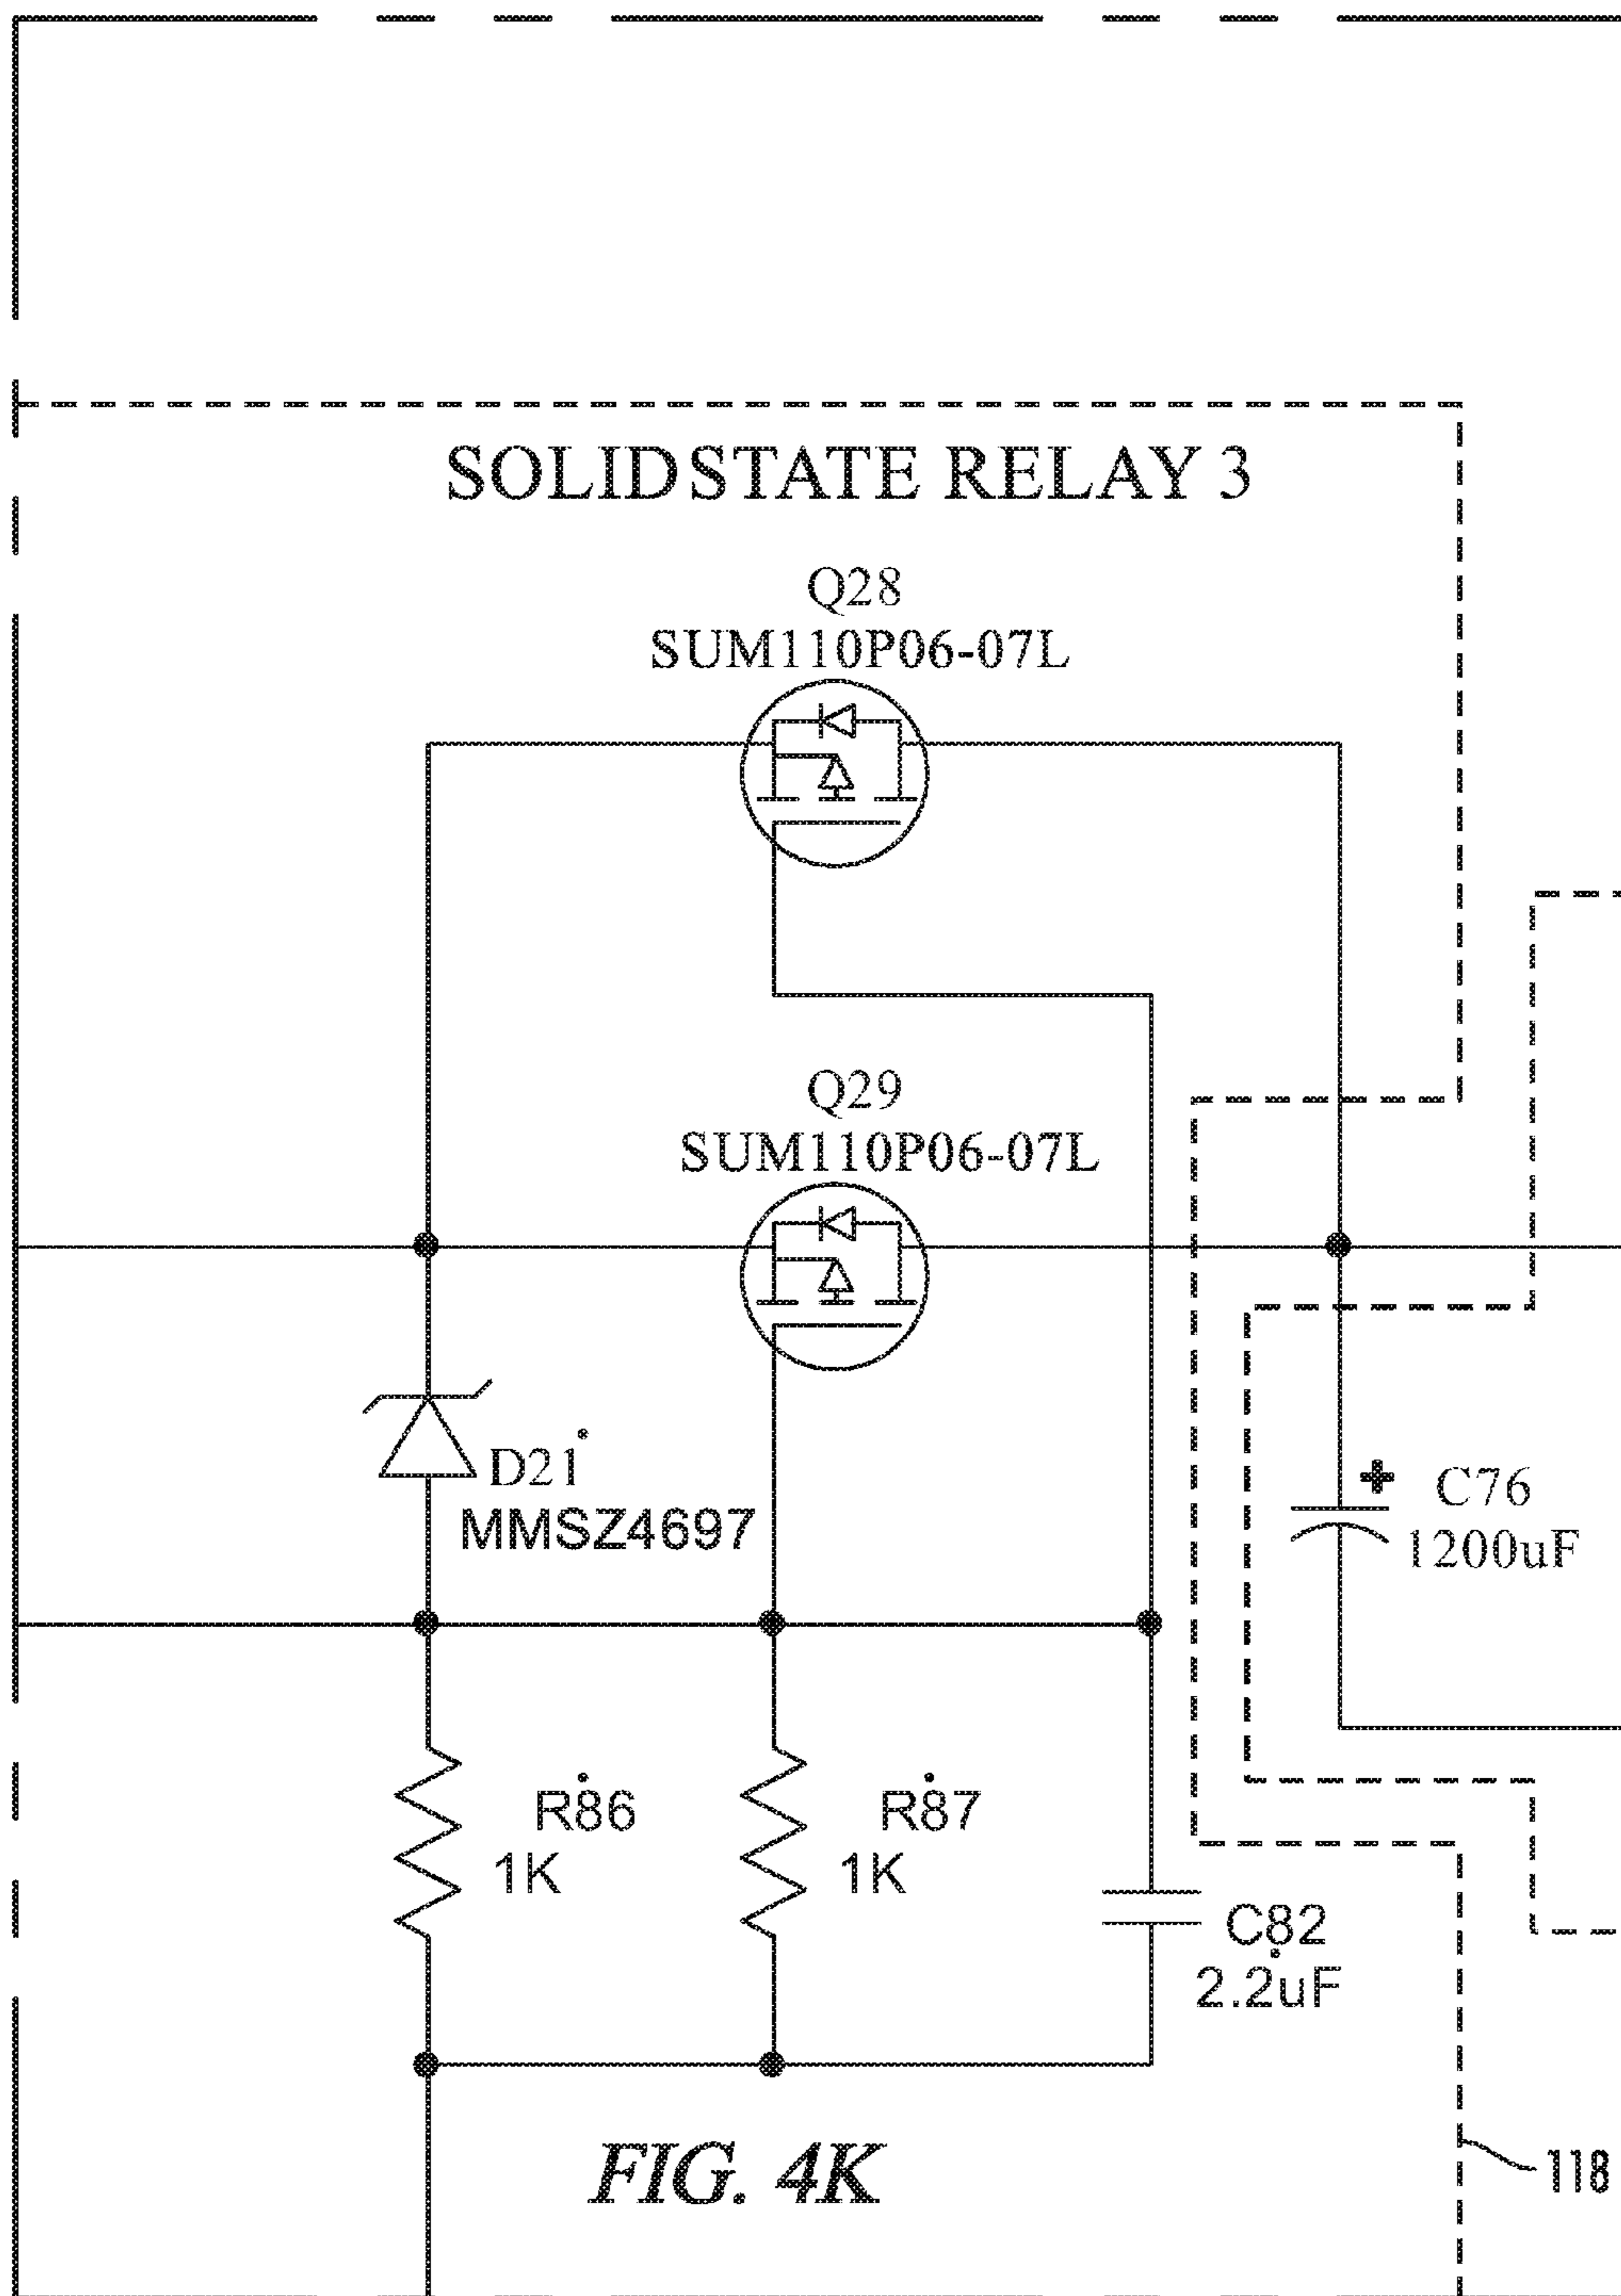 SOLID STATE RELAY 3
Q28
SUM110P06-07L
Q29
SUM110P06-07L
D21
MMSZ4697
+ C76
1200uF
R86
1K
R87
1K
C82
2.2uF
FIG. 4K
118